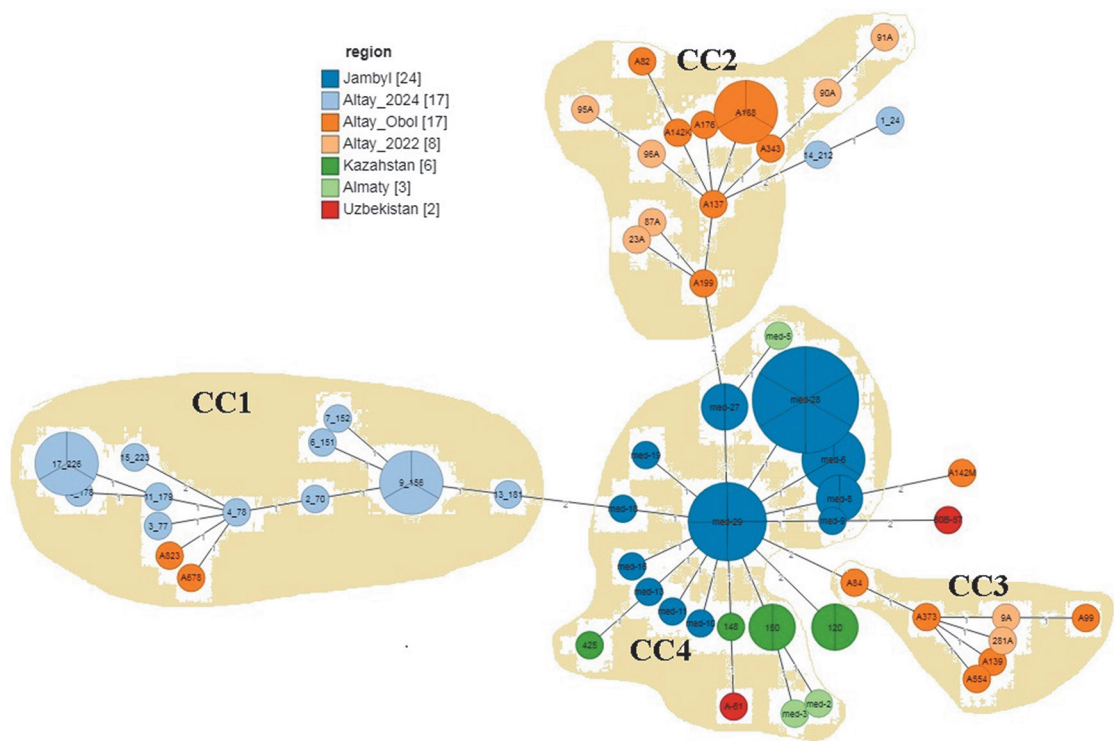 region
Jambyl [24]
Altay_2024 [17]
Altay_Obol [17]
Altay_2022 [8]
Kazahstan [6]
Almaty [3]
Uzbekistan [2]
CC2
91A
A82
90A
95A
A168
1_24
A176
A142K
A343
96A
14_212
A137
87A
23A
A199
med-5
CC1
med-28
med-27
7_152
6_151
15_223
med-19
med-6
17_226
A142M
9_156
med-8
11_179
13_181
2_70
4_78
med-18
med-29
med-9
3_77
A823
A678
med-16
A84
CC3
med-13
med-11
med-10
148
160
120
A373
9A
A99
281A
425
CC4
A139
A554
A-61
med-3
med-2